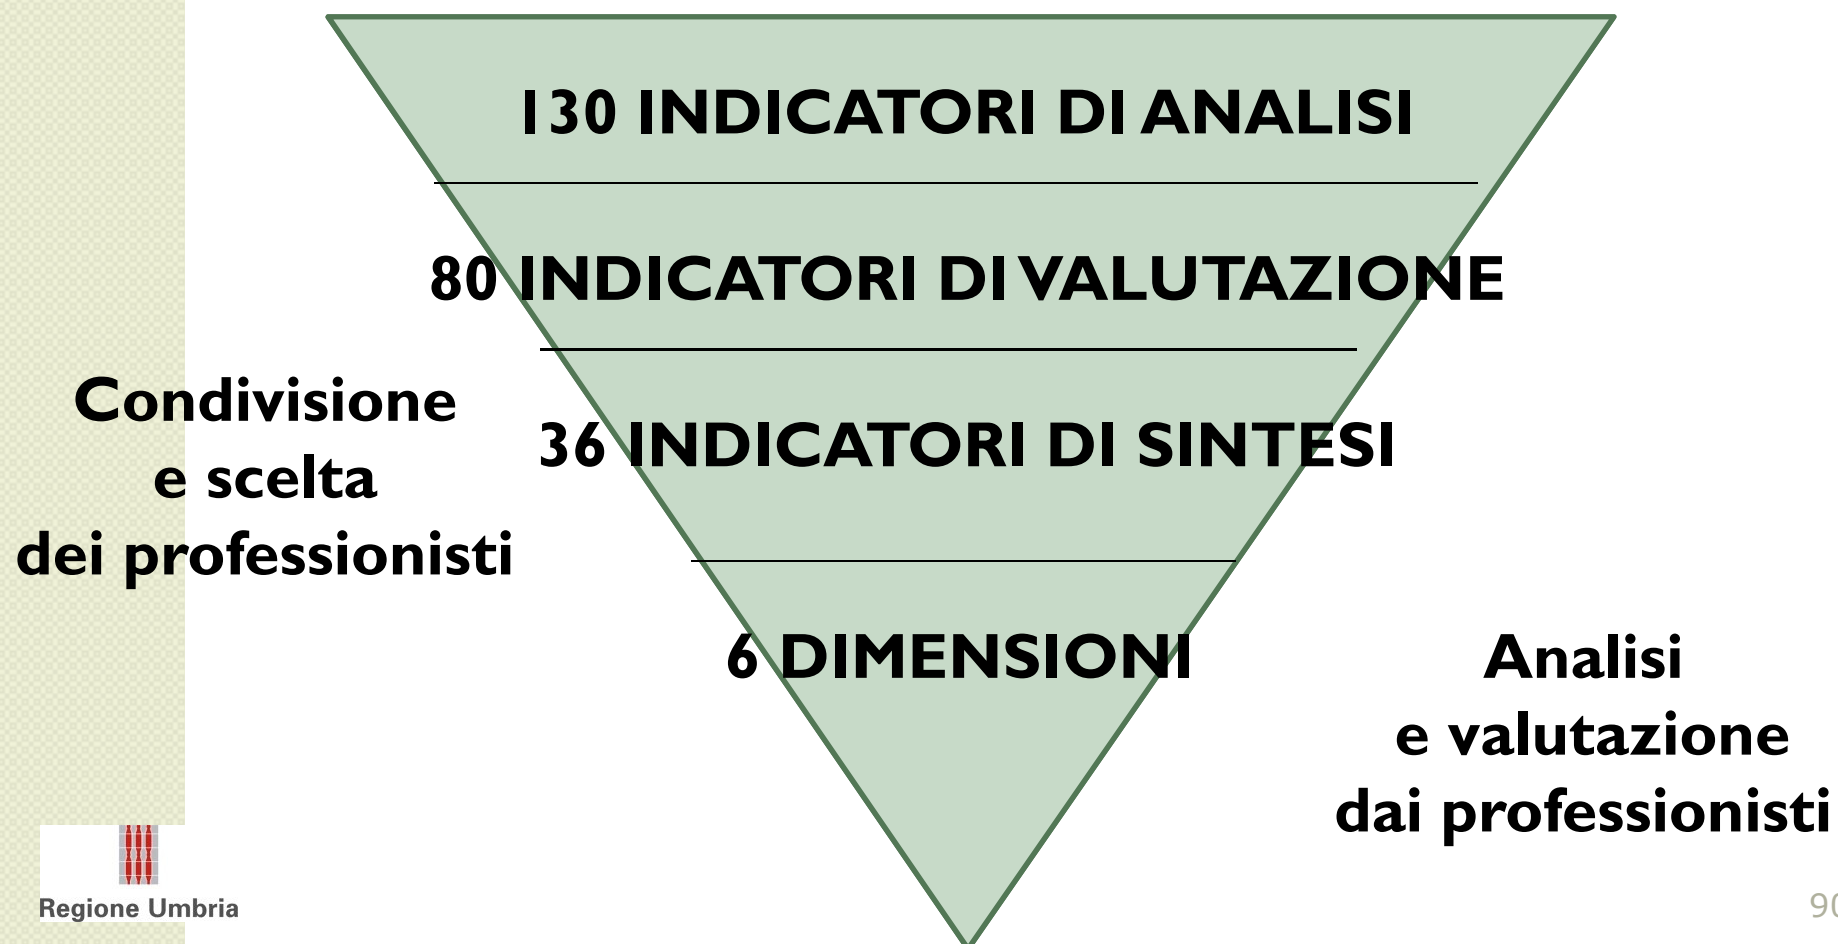 130 INDICATORI DI ANALISI
80 INDICATORI DI VALUTAZIONE
36 INDICATORI DI SINTESI
6 DIMENSIONI
Condivisione
e scelta
dei professionisti
Analisi
e valutazione
dai professionisti
Regione Umbria
90